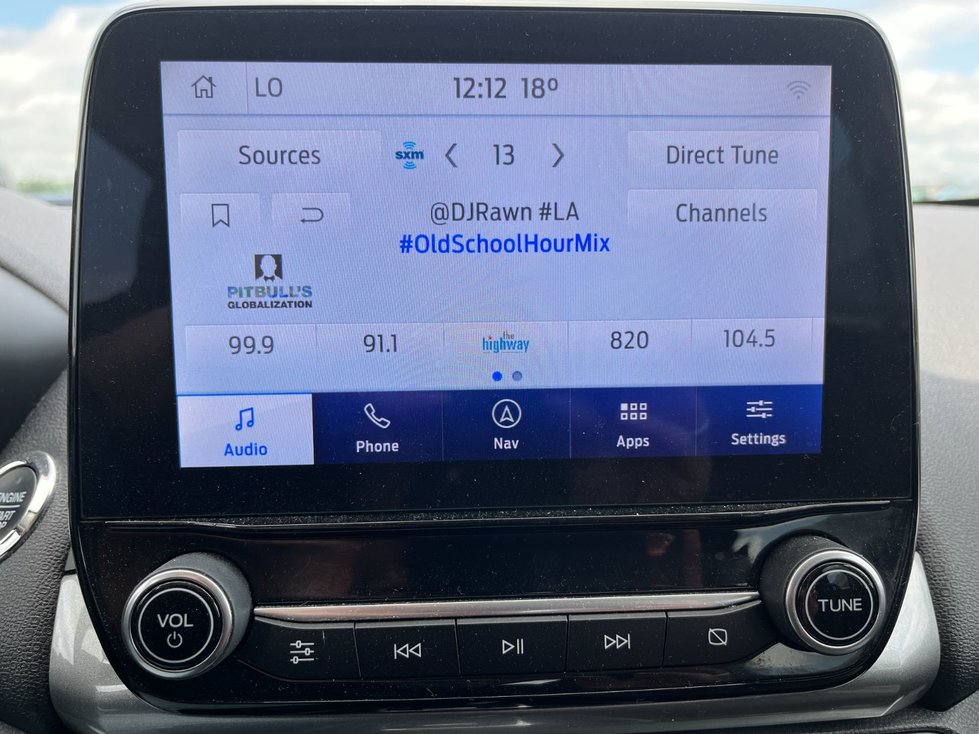 LO 12:12 18º
Sources sxm 13 Direct Tune
@DJRawn #LA Channels
#OldSchoolHourMix
PITBULL'S
GLOBALIZATION
99.9 91.1 the highway 820 104.5
Audio Phone Nav Apps Settings
ENGINE
VOL TUNE